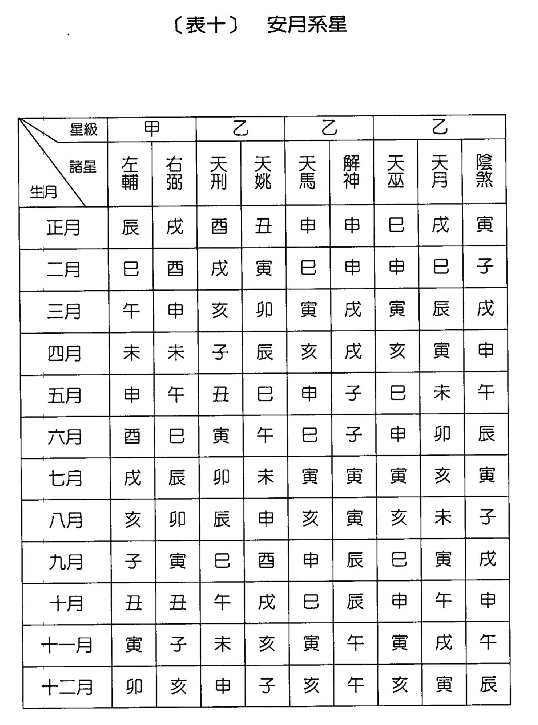 （表十） 安月系星
星級 甲 乙 乙 乙
諸星 左輔 右弼 天刑 天姚 天馬 解神 天巫 天月 陰煞
生月
正月 辰 戌 酉 丑 申 申 巳 戌 寅
二月 巳 酉 戌 寅 巳 申 申 巳 子
三月 午 申 亥 卯 寅 戌 寅 辰 戌
四月 未 未 子 辰 亥 戌 亥 寅 申
五月 申 午 丑 巳 申 子 巳 未 午
六月 酉 巳 寅 午 巳 子 申 卯 辰
七月 戌 辰 卯 未 寅 寅 寅 亥 寅
八月 亥 卯 辰 申 亥 寅 亥 未 子
九月 子 寅 巳 酉 申 辰 巳 寅 戌
十月 丑 丑 午 戌 巳 辰 申 午 申
十一月 寅 子 未 亥 寅 午 寅 戌 午
十二月 卯 亥 申 子 亥 午 亥 寅 辰